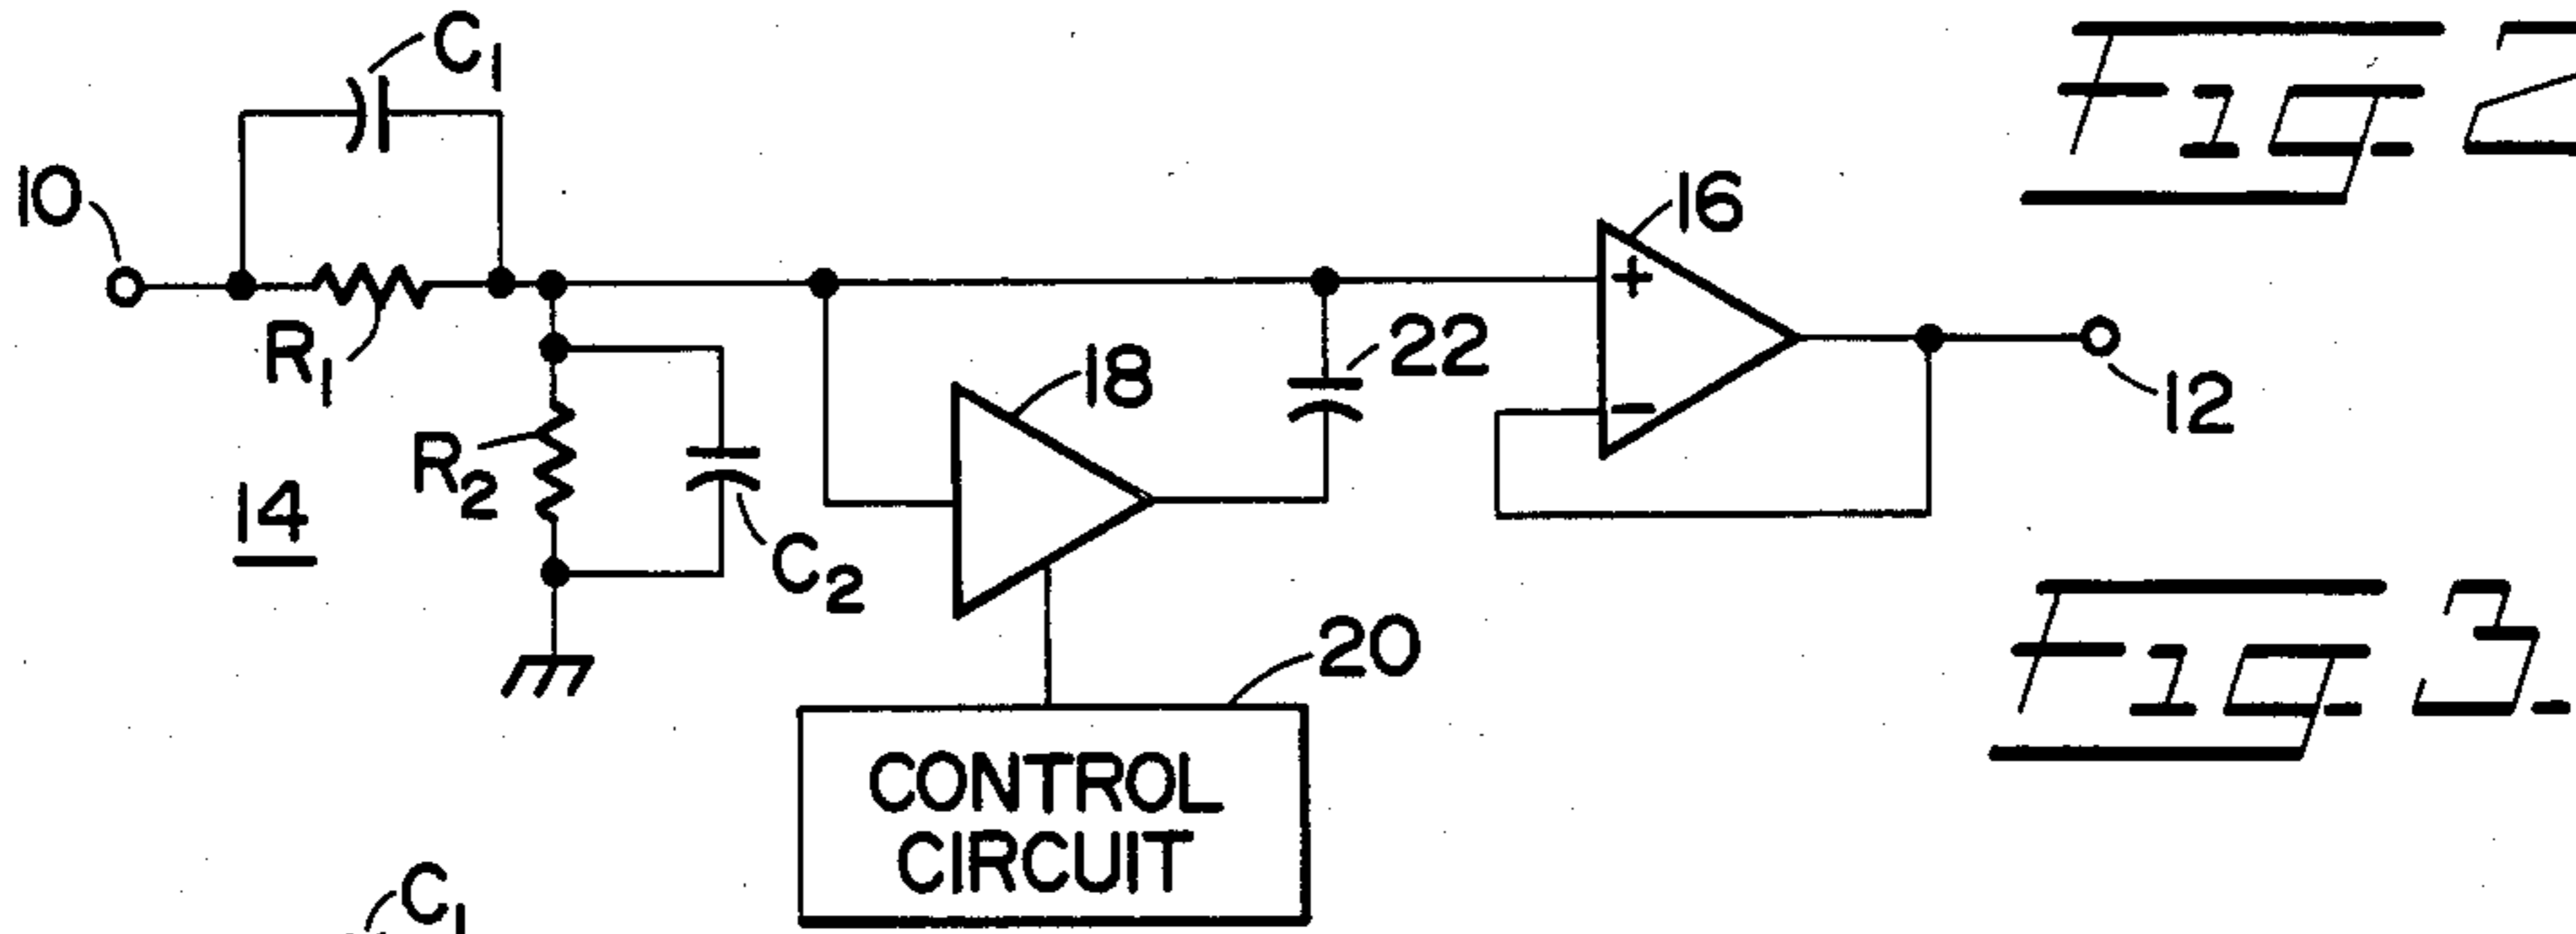 C1
Fig. 2
10
16
R1
22
18
12
R2
14
C2
Fig. 3.
20
CONTROL
CIRCUIT
C1